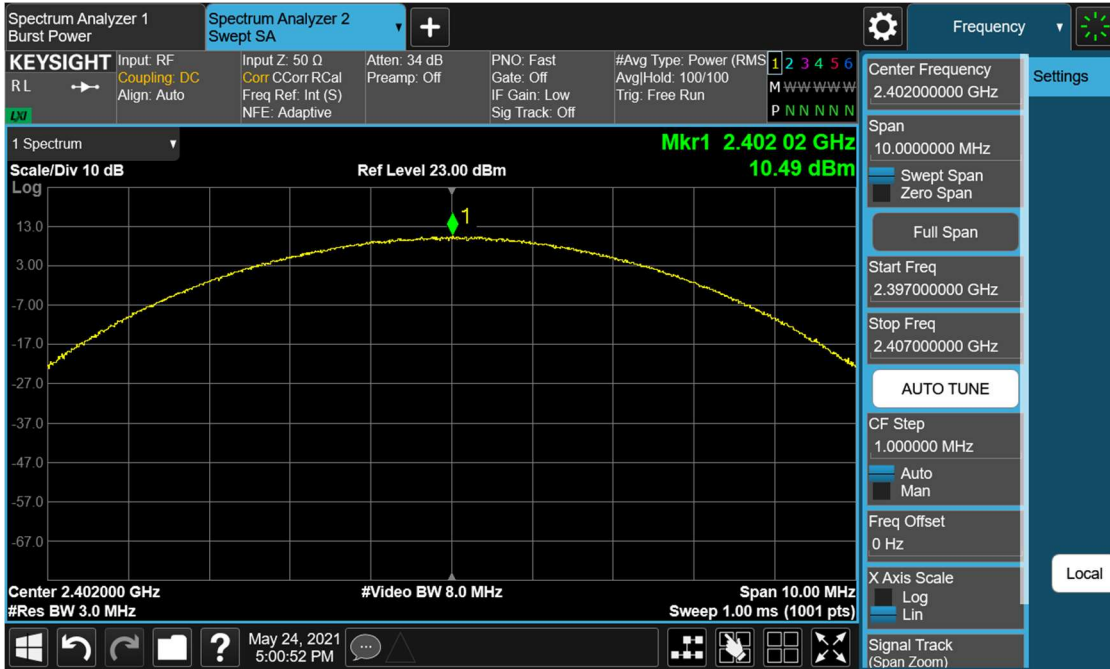 Spectrum Analyzer 1
Burst Power
Spectrum Analyzer 2
Swept SA
Frequency
KEYSIGHT
R L
LXI
Input: RF
Coupling: DC
Align: Auto
Input Z: 50 Ω
Corr CCorr RCal
Freq Ref: Int (S)
NFE: Adaptive
Atten: 34 dB
Preamp: Off
PNO: Fast
Gate: Off
IF Gain: Low
Sig Track: Off
#Avg Type: Power (RMS
Avg|Hold: 100/100
Trig: Free Run
1 2 3 4 5 6
M W W W W W
P N N N N N
1 Spectrum
Scale/Div 10 dB
Ref Level 23.00 dBm
Mkr1 2.402 02 GHz
10.49 dBm
Log
1
13.0
3.00
-7.00
-17.0
-27.0
-37.0
-47.0
-57.0
-67.0
Center 2.402000 GHz
#Video BW 8.0 MHz
Span 10.00 MHz
#Res BW 3.0 MHz
Sweep 1.00 ms (1001 pts)
?
May 24, 2021
5:00:52 PM
Center Frequency
2.402000000 GHz
Settings
Span
10.0000000 MHz
Swept Span
Zero Span
Full Span
Start Freq
2.397000000 GHz
Stop Freq
2.407000000 GHz
AUTO TUNE
CF Step
1.000000 MHz
Auto
Man
Freq Offset
0 Hz
X Axis Scale
Log
Lin
Local
Signal Track
(Span Zoom)